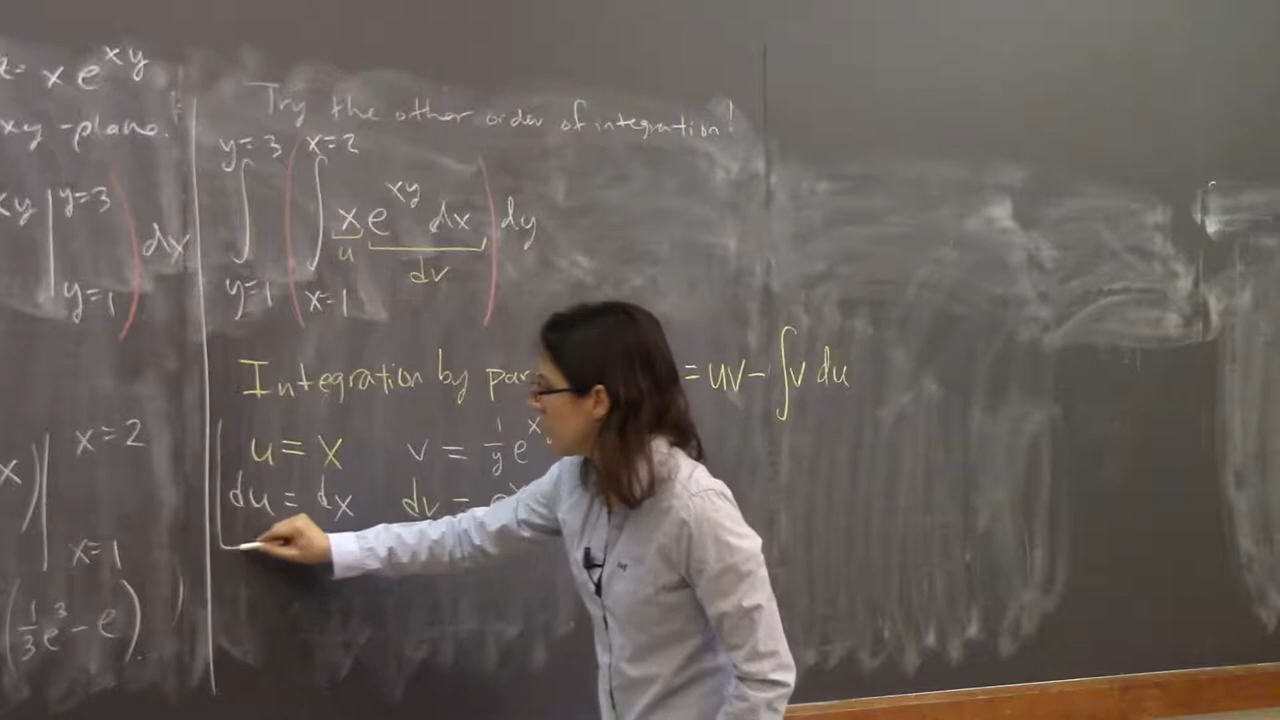 z= x e^{xy}
xy-plane.
xy | y=3
y=1
dx
x) | x=2
x=1
(1/3 e^3 - e)
Try the other order of integration!
y=3 x=2
∫ ( ∫ x e^{xy} dx ) dy
u dv
y=1 x=1
Integration by par = uv - ∫ v du
u = x v = 1/y e^x
du = dx dv =